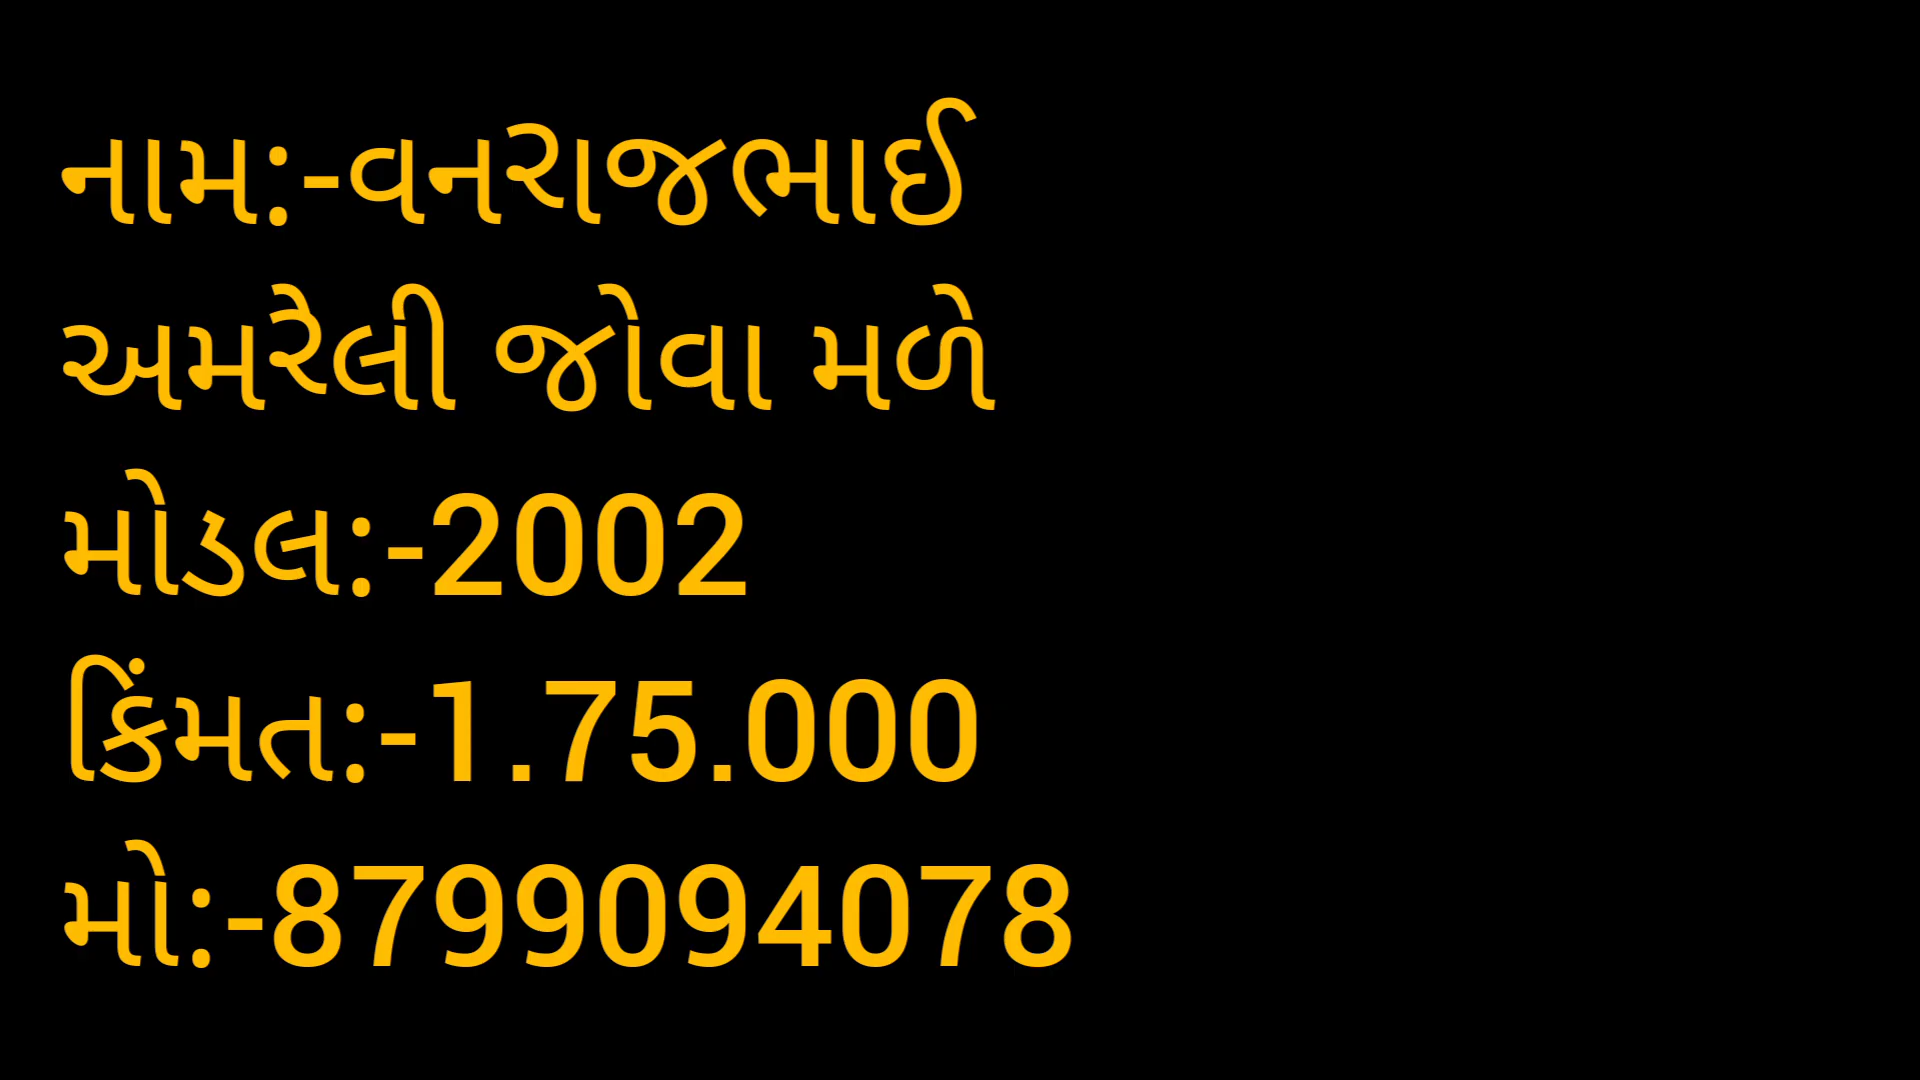 નામ:-વનરાજભાઈ
અમરેલી જોવા મળે
મોડલ:-2002
કિંમત:-1.75.000
મો:-8799094078